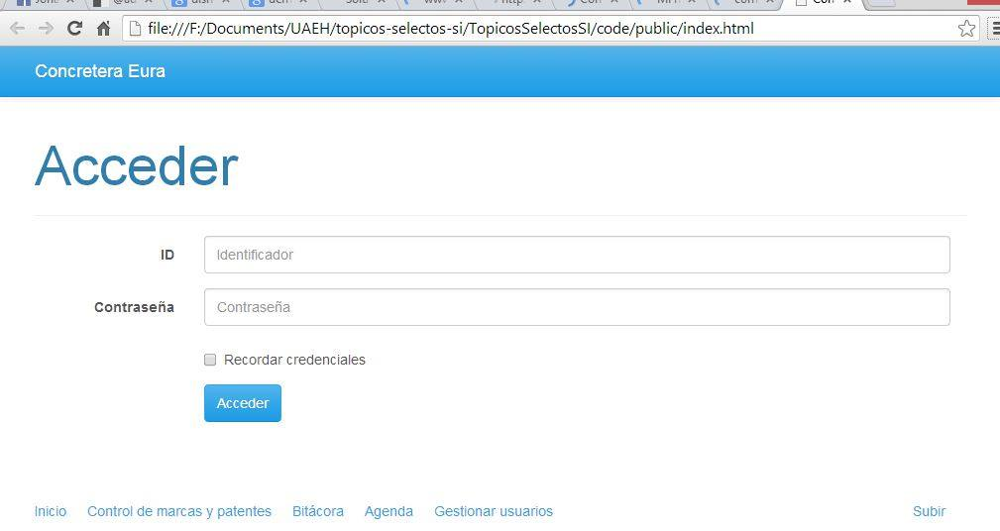 file:///F:/Documents/UAEH/topicos-selectos-si/TopicosSelectosSI/code/public/index.html
Concretera Eura
Acceder
ID
Identificador
Contraseña
Contraseña
Recordar credenciales
Acceder
Inicio Control de marcas y patentes Bitácora Agenda Gestionar usuarios Subir